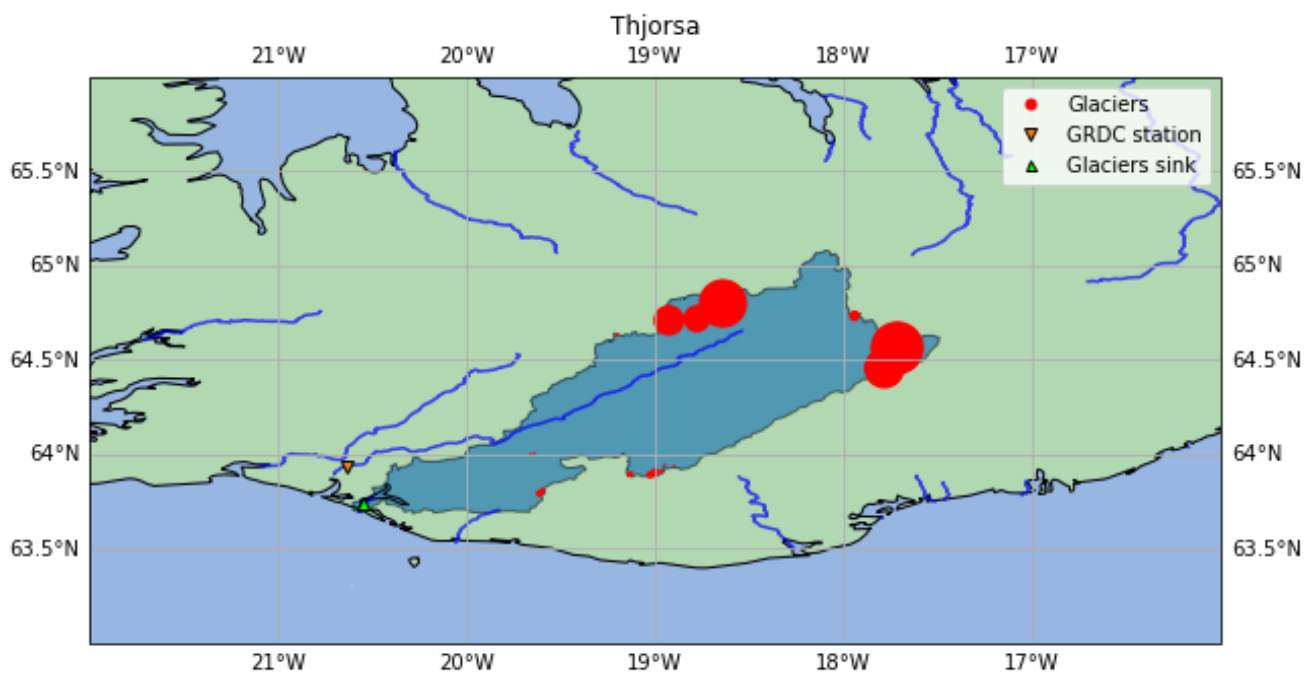 Thjorsa
21°W 20°W 19°W 18°W 17°W
Glaciers
GRDC station
Glaciers sink
65.5°N 65.5°N
65°N 65°N
64.5°N 64.5°N
64°N 64°N
63.5°N 63.5°N
21°W 20°W 19°W 18°W 17°W